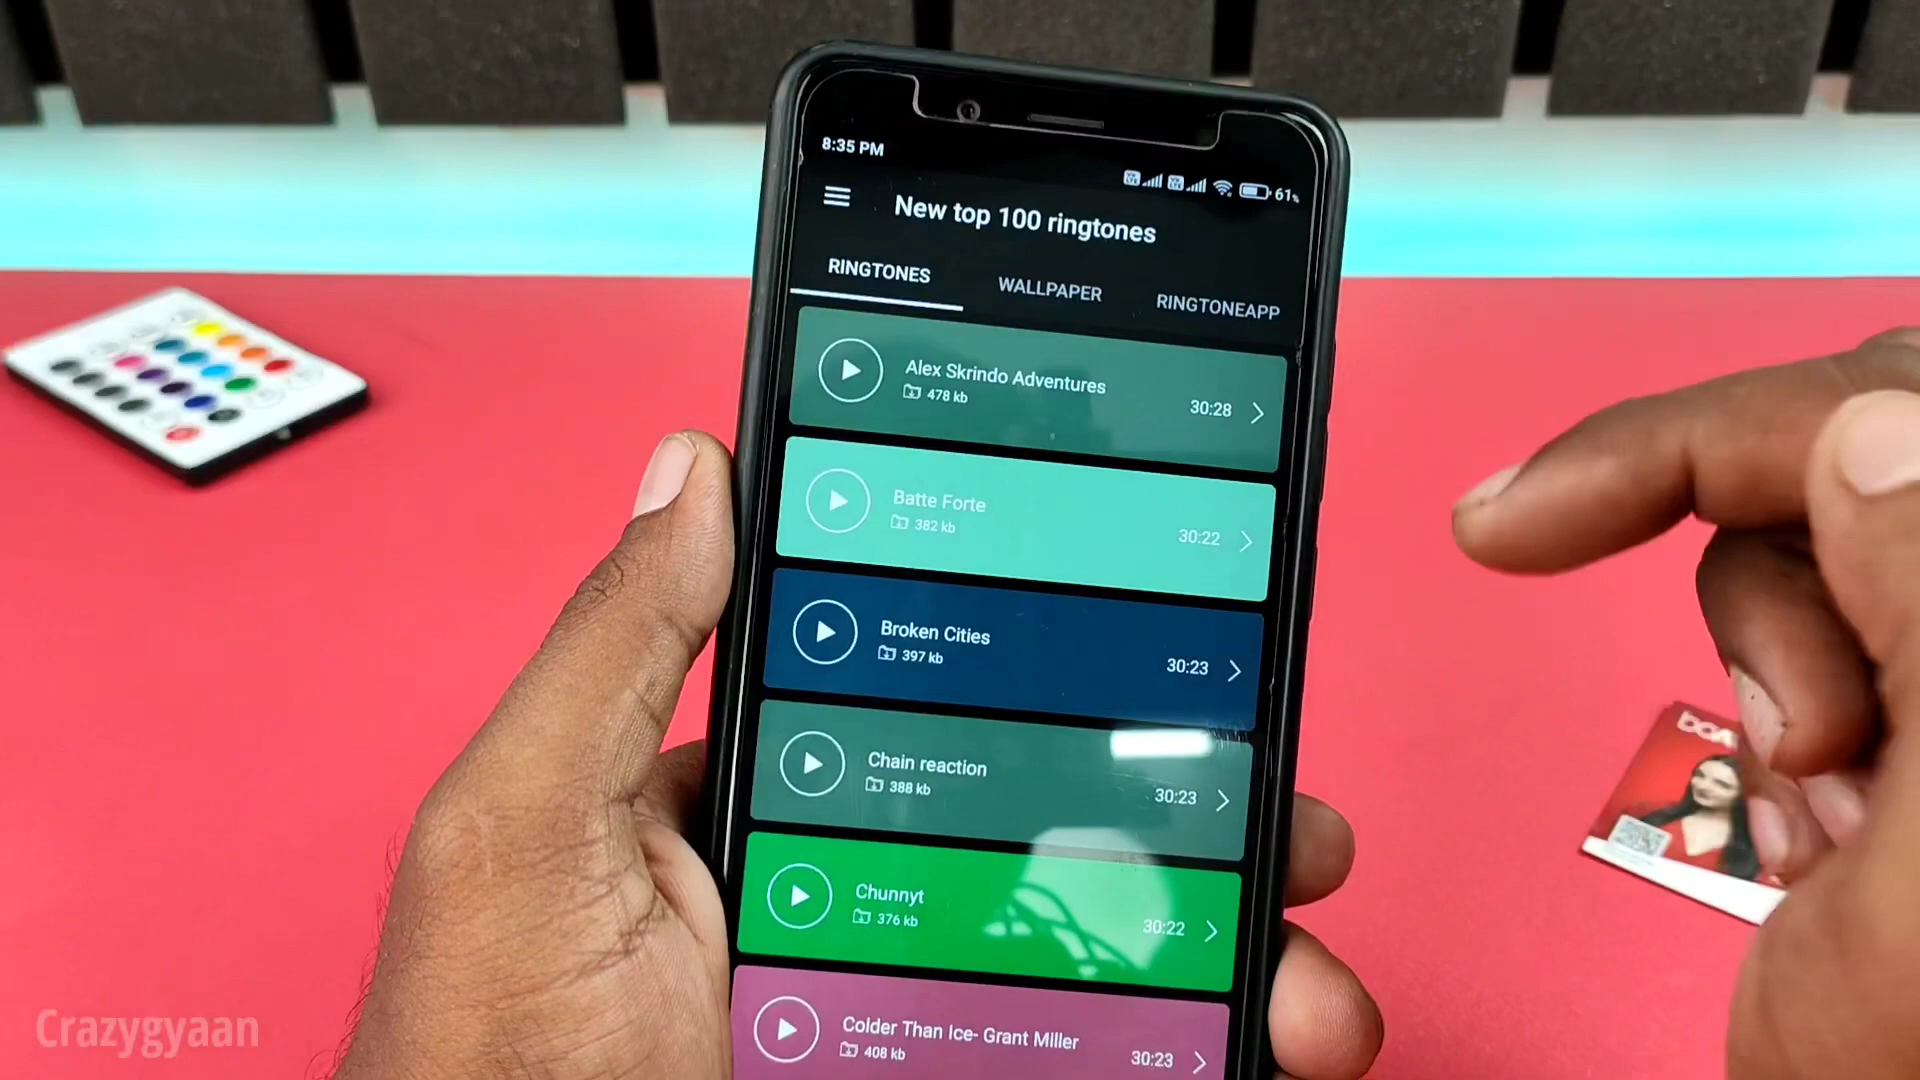 8:35 PM
61%
New top 100 ringtones
RINGTONES
WALLPAPER
RINGTONEAPP
Alex Skrindo Adventures
478 kb
30:28
Batte Forte
382 kb
30:22
Broken Cities
397 kb
30:23
Chain reaction
388 kb
30:23
Chunnyt
376 kb
30:22
Colder Than Ice- Grant Miller
408 kb
30:23
Crazygyaan